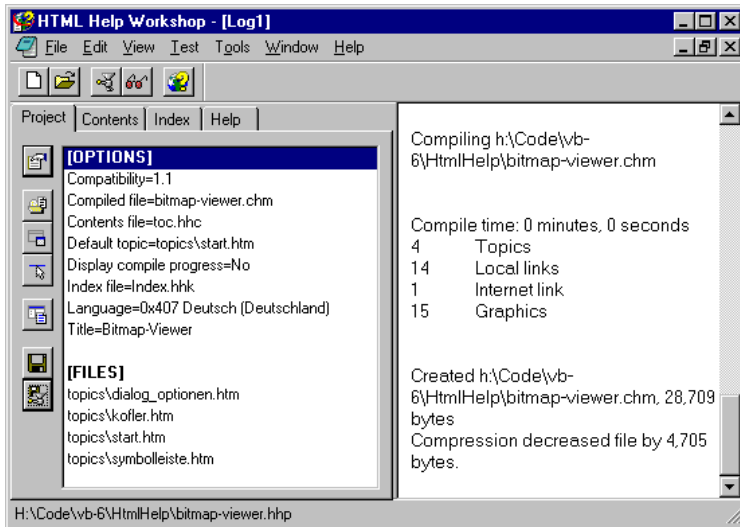 HTML Help Workshop - [Log1]
File Edit View Test Tools Window Help
Project Contents Index Help
[OPTIONS]
Compatibility=1.1
Compiled file=bitmap-viewer.chm
Contents file=toc.hhc
Default topic=topics\start.htm
Display compile progress=No
Index file=Index.hhk
Language=0x407 Deutsch (Deutschland)
Title=Bitmap-Viewer
[FILES]
topics\dialog_optionen.htm
topics\kofler.htm
topics\start.htm
topics\symbolleiste.htm
Compiling h:\Code\vb-
6\HtmlHelp\bitmap-viewer.chm
Compile time: 0 minutes, 0 seconds
4 Topics
14 Local links
1 Internet link
15 Graphics
Created h:\Code\vb-
6\HtmlHelp\bitmap-viewer.chm, 28,709
bytes
Compression decreased file by 4,705
bytes.
H:\Code\vb-6\HtmlHelp\bitmap-viewer.hhp